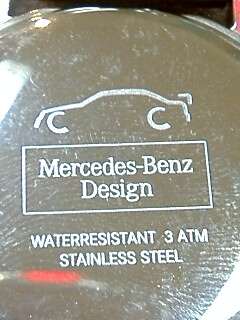 Mercedes-Benz
Design
WATERRESISTANT 3 ATM
STAINLESS STEEL